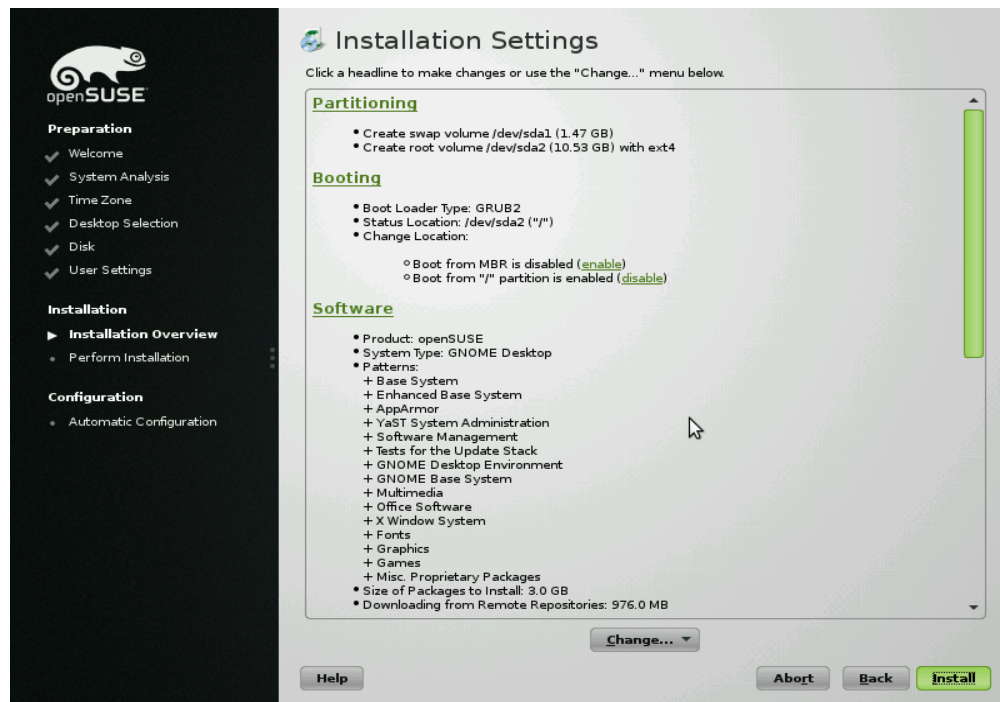 openSUSE
Preparation
Welcome
System Analysis
Time Zone
Desktop Selection
Disk
User Settings
Installation
Installation Overview
Perform Installation
Configuration
Automatic Configuration
Installation Settings
Click a headline to make changes or use the "Change..." menu below.
Partitioning
• Create swap volume /dev/sda1 (1.47 GB)
• Create root volume /dev/sda2 (10.53 GB) with ext4
Booting
• Boot Loader Type: GRUB2
• Status Location: /dev/sda2 ("/")
• Change Location:
○ Boot from MBR is disabled (enable)
○ Boot from "/" partition is enabled (disable)
Software
• Product: openSUSE
• System Type: GNOME Desktop
• Patterns:
+ Base System
+ Enhanced Base System
+ AppArmor
+ YaST System Administration
+ Software Management
+ Tests for the Update Stack
+ GNOME Desktop Environment
+ GNOME Base System
+ Multimedia
+ Office Software
+ X Window System
+ Fonts
+ Graphics
+ Games
+ Misc. Proprietary Packages
• Size of Packages to Install: 3.0 GB
• Downloading from Remote Repositories: 976.0 MB
Change...
Help
Abort
Back
Install